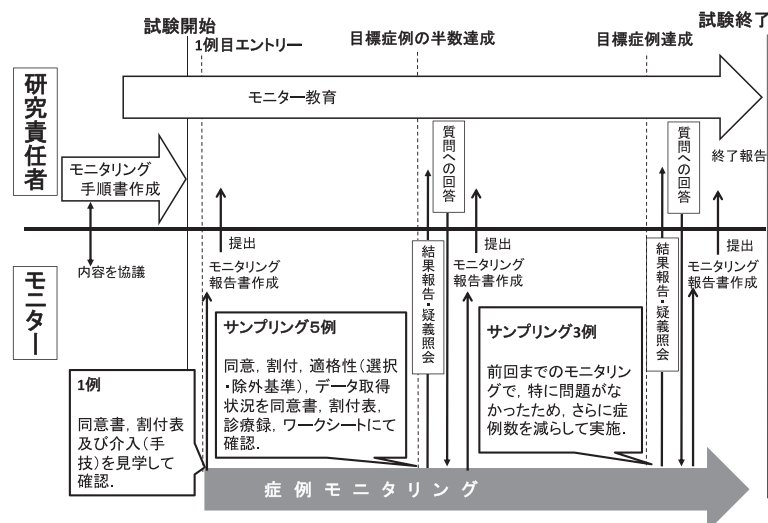 試験開始
試験終了
1例目エントリー
目標症例の半数達成
目標症例達成
研究責任者
モニター教育
モニタリング
手順書作成
質問への回答
質問への回答
終了報告
内容を協議
提出
提出
提出
モニター
モニタリング
報告書作成
結果報告・疑義照会
モニタリング
報告書作成
結果報告・疑義照会
モニタリング
報告書作成
1例
同意書，割付表
及び介入（手
技）を見学して
確認．
サンプリング5例
同意，割付，適格性（選択
・除外基準），データ取得
状況を同意書，割付表，
診療録，ワークシートにて
確認．
サンプリング3例
前回までのモニタリン
グで，特に問題がな
かったため，さらに症
例数を減らして実施．
症例モニタリング